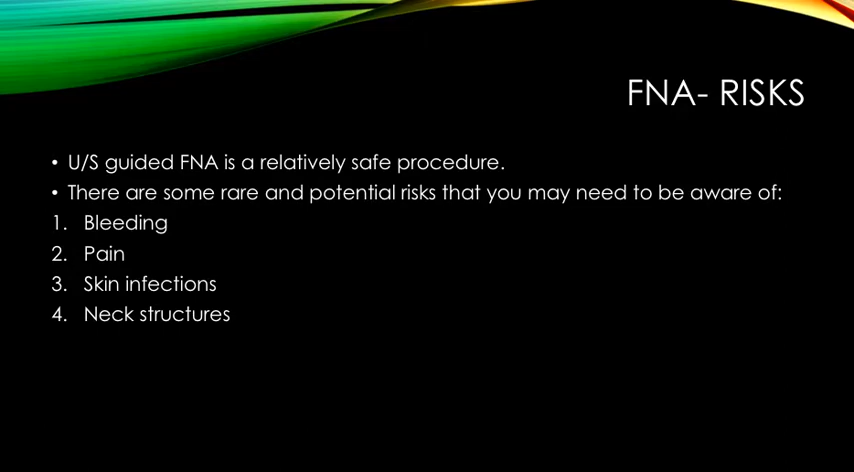 FNA- RISKS
• U/S guided FNA is a relatively safe procedure.
• There are some rare and potential risks that you may need to be aware of:
1. Bleeding
2. Pain
3. Skin infections
4. Neck structures